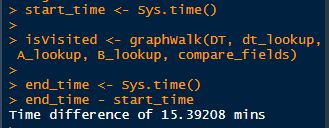 > start_time <- Sys.time()
>
> isVisited <- graphWalk(DT, dt_lookup,
A_lookup, B_lookup, compare_fields)
>
> end_time <- Sys.time()
> end_time - start_time
Time difference of 15.39208 mins